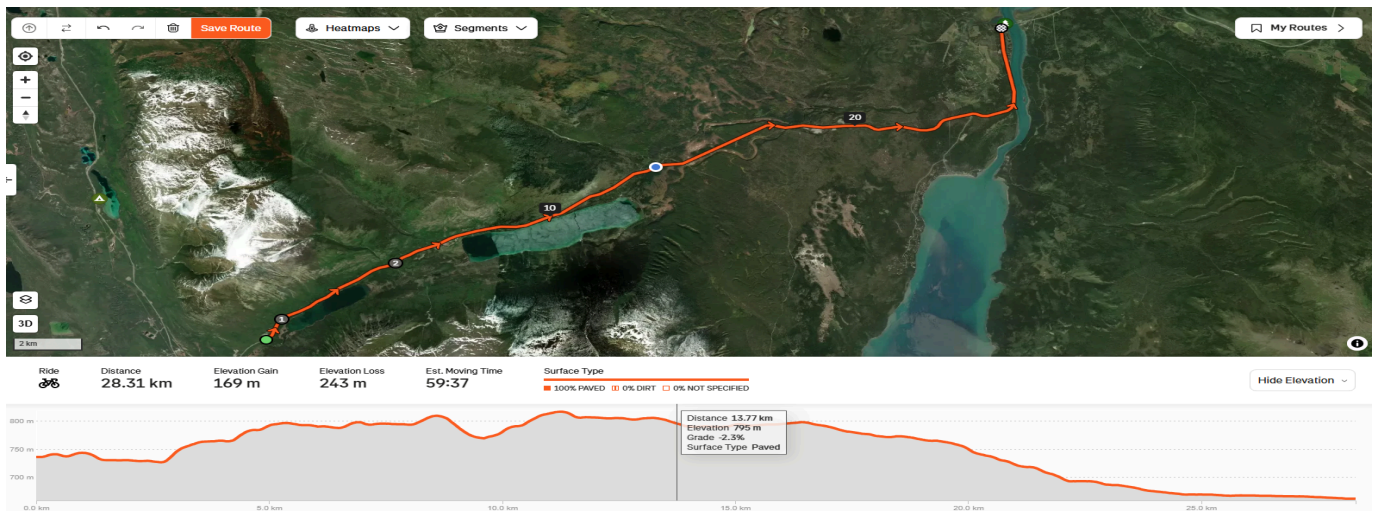 Save Route
Heatmaps
Segments
My Routes
10
20
1
2
3D
2 km
Ride
Distance
28.31 km
Elevation Gain
169 m
Elevation Loss
243 m
Est. Moving Time
59:37
Surface Type
100% PAVED 0% DIRT 0% NOT SPECIFIED
Hide Elevation
800 m
750 m
700 m
Distance 13.77 km
Elevation 795 m
Grade -2.3%
Surface Type Paved
0.0 km 5.0 km 10.0 km 15.0 km 20.0 km 25.0 km